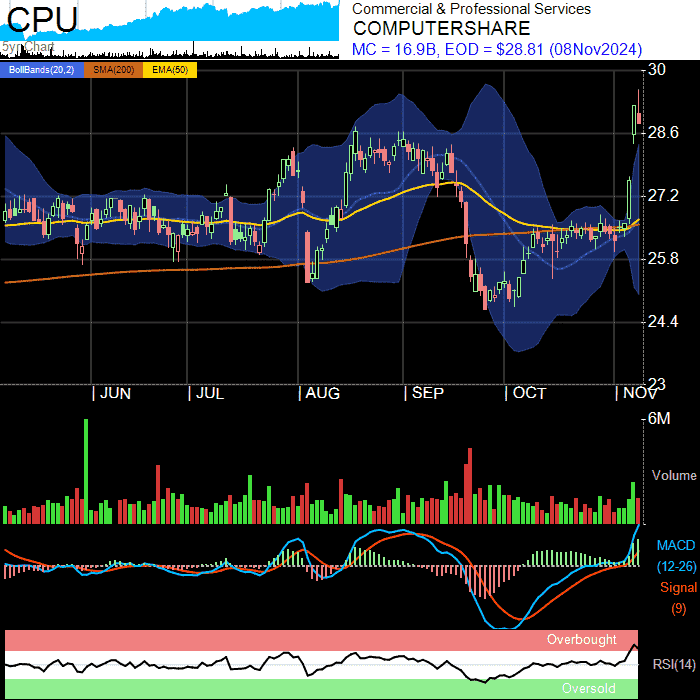 CPU
5yr Chart
Commercial & Professional Services
COMPUTERSHARE
MC = 16.9B, EOD = $28.81 (08Nov2024)
BollBands(20,2) SMA(200) EMA(50)
30
28.6
27.2
25.8
24.4
23
JUN JUL AUG SEP OCT NOV
6M
Volume
MACD
(12-26)
Signal
(9)
Overbought
RSI(14)
Oversold